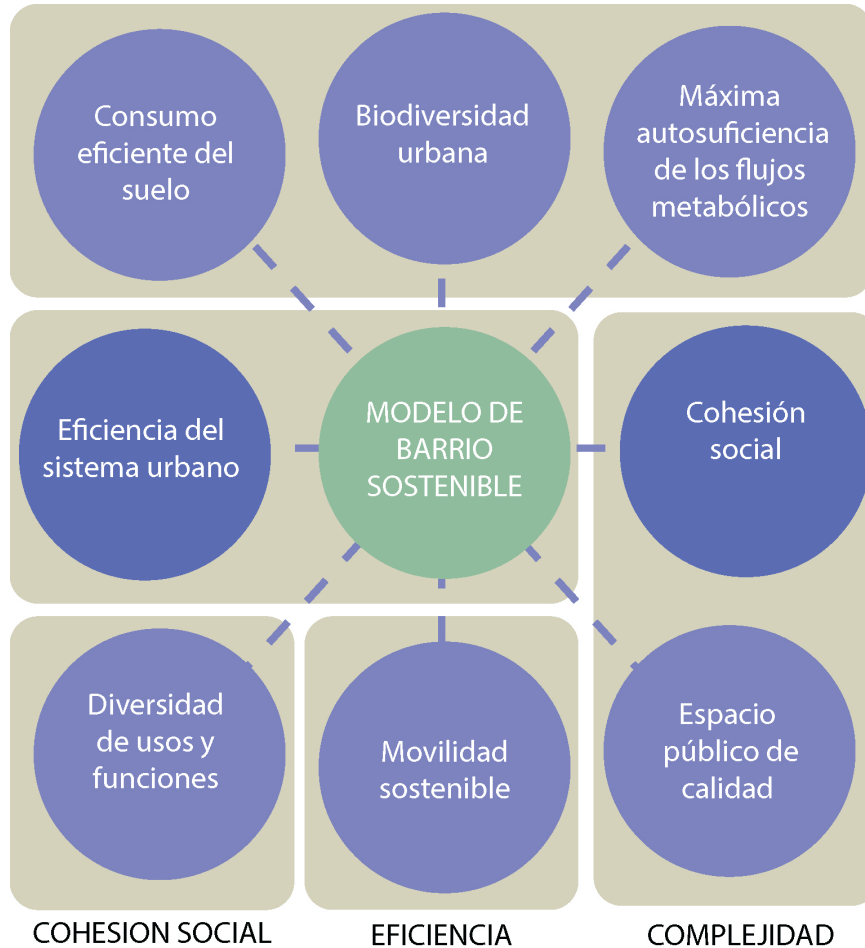 Consumo
eficiente del
suelo
Biodiversidad
urbana
Máxima
autosuficiencia
de los flujos
metabólicos
Eficiencia del
sistema urbano
MODELO DE
BARRIO
SOSTENIBLE
Cohesión
social
Diversidad
de usos y
funciones
Movilidad
sostenible
Espacio
público de
calidad
COHESION SOCIAL
EFICIENCIA
COMPLEJIDAD